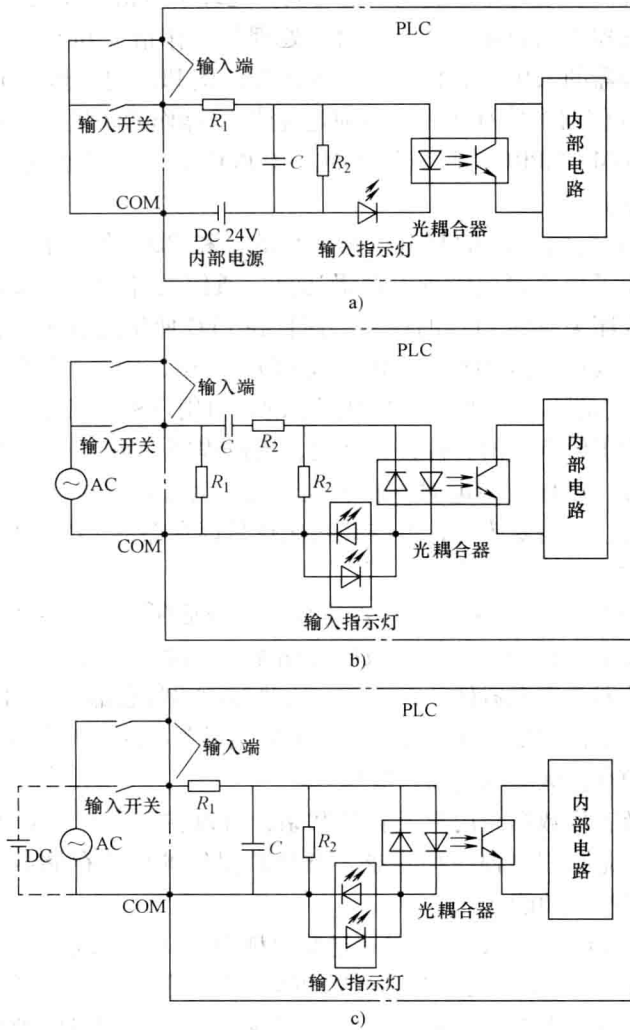 PLC
输入端
输入开关
R1
C
R2
COM
DC 24V
内部电源
输入指示灯
光耦合器
内部电路
a)
PLC
输入端
输入开关
C
R2
R1
R2
AC
COM
光耦合器
输入指示灯
内部电路
b)
PLC
输入端
输入开关
R1
DC
AC
C
R2
COM
光耦合器
输入指示灯
内部电路
c)